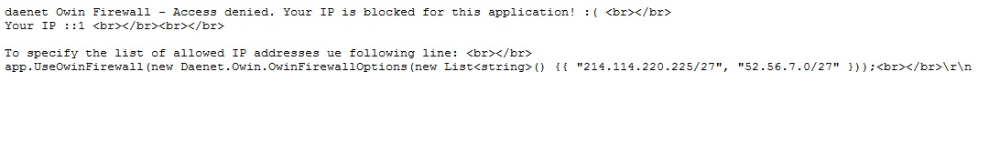 daenet Owin Firewall - Access denied. Your IP is blocked for this application! :( <br></br>
Your IP ::1 <br></br><br></br>
To specify the list of allowed IP addresses ue following line: <br></br>
app.UseOwinFirewall(new Daenet.Owin.OwinFirewallOptions(new List<string>() {{ "214.114.220.225/27", "52.56.7.0/27" }));<br></br>\r\n